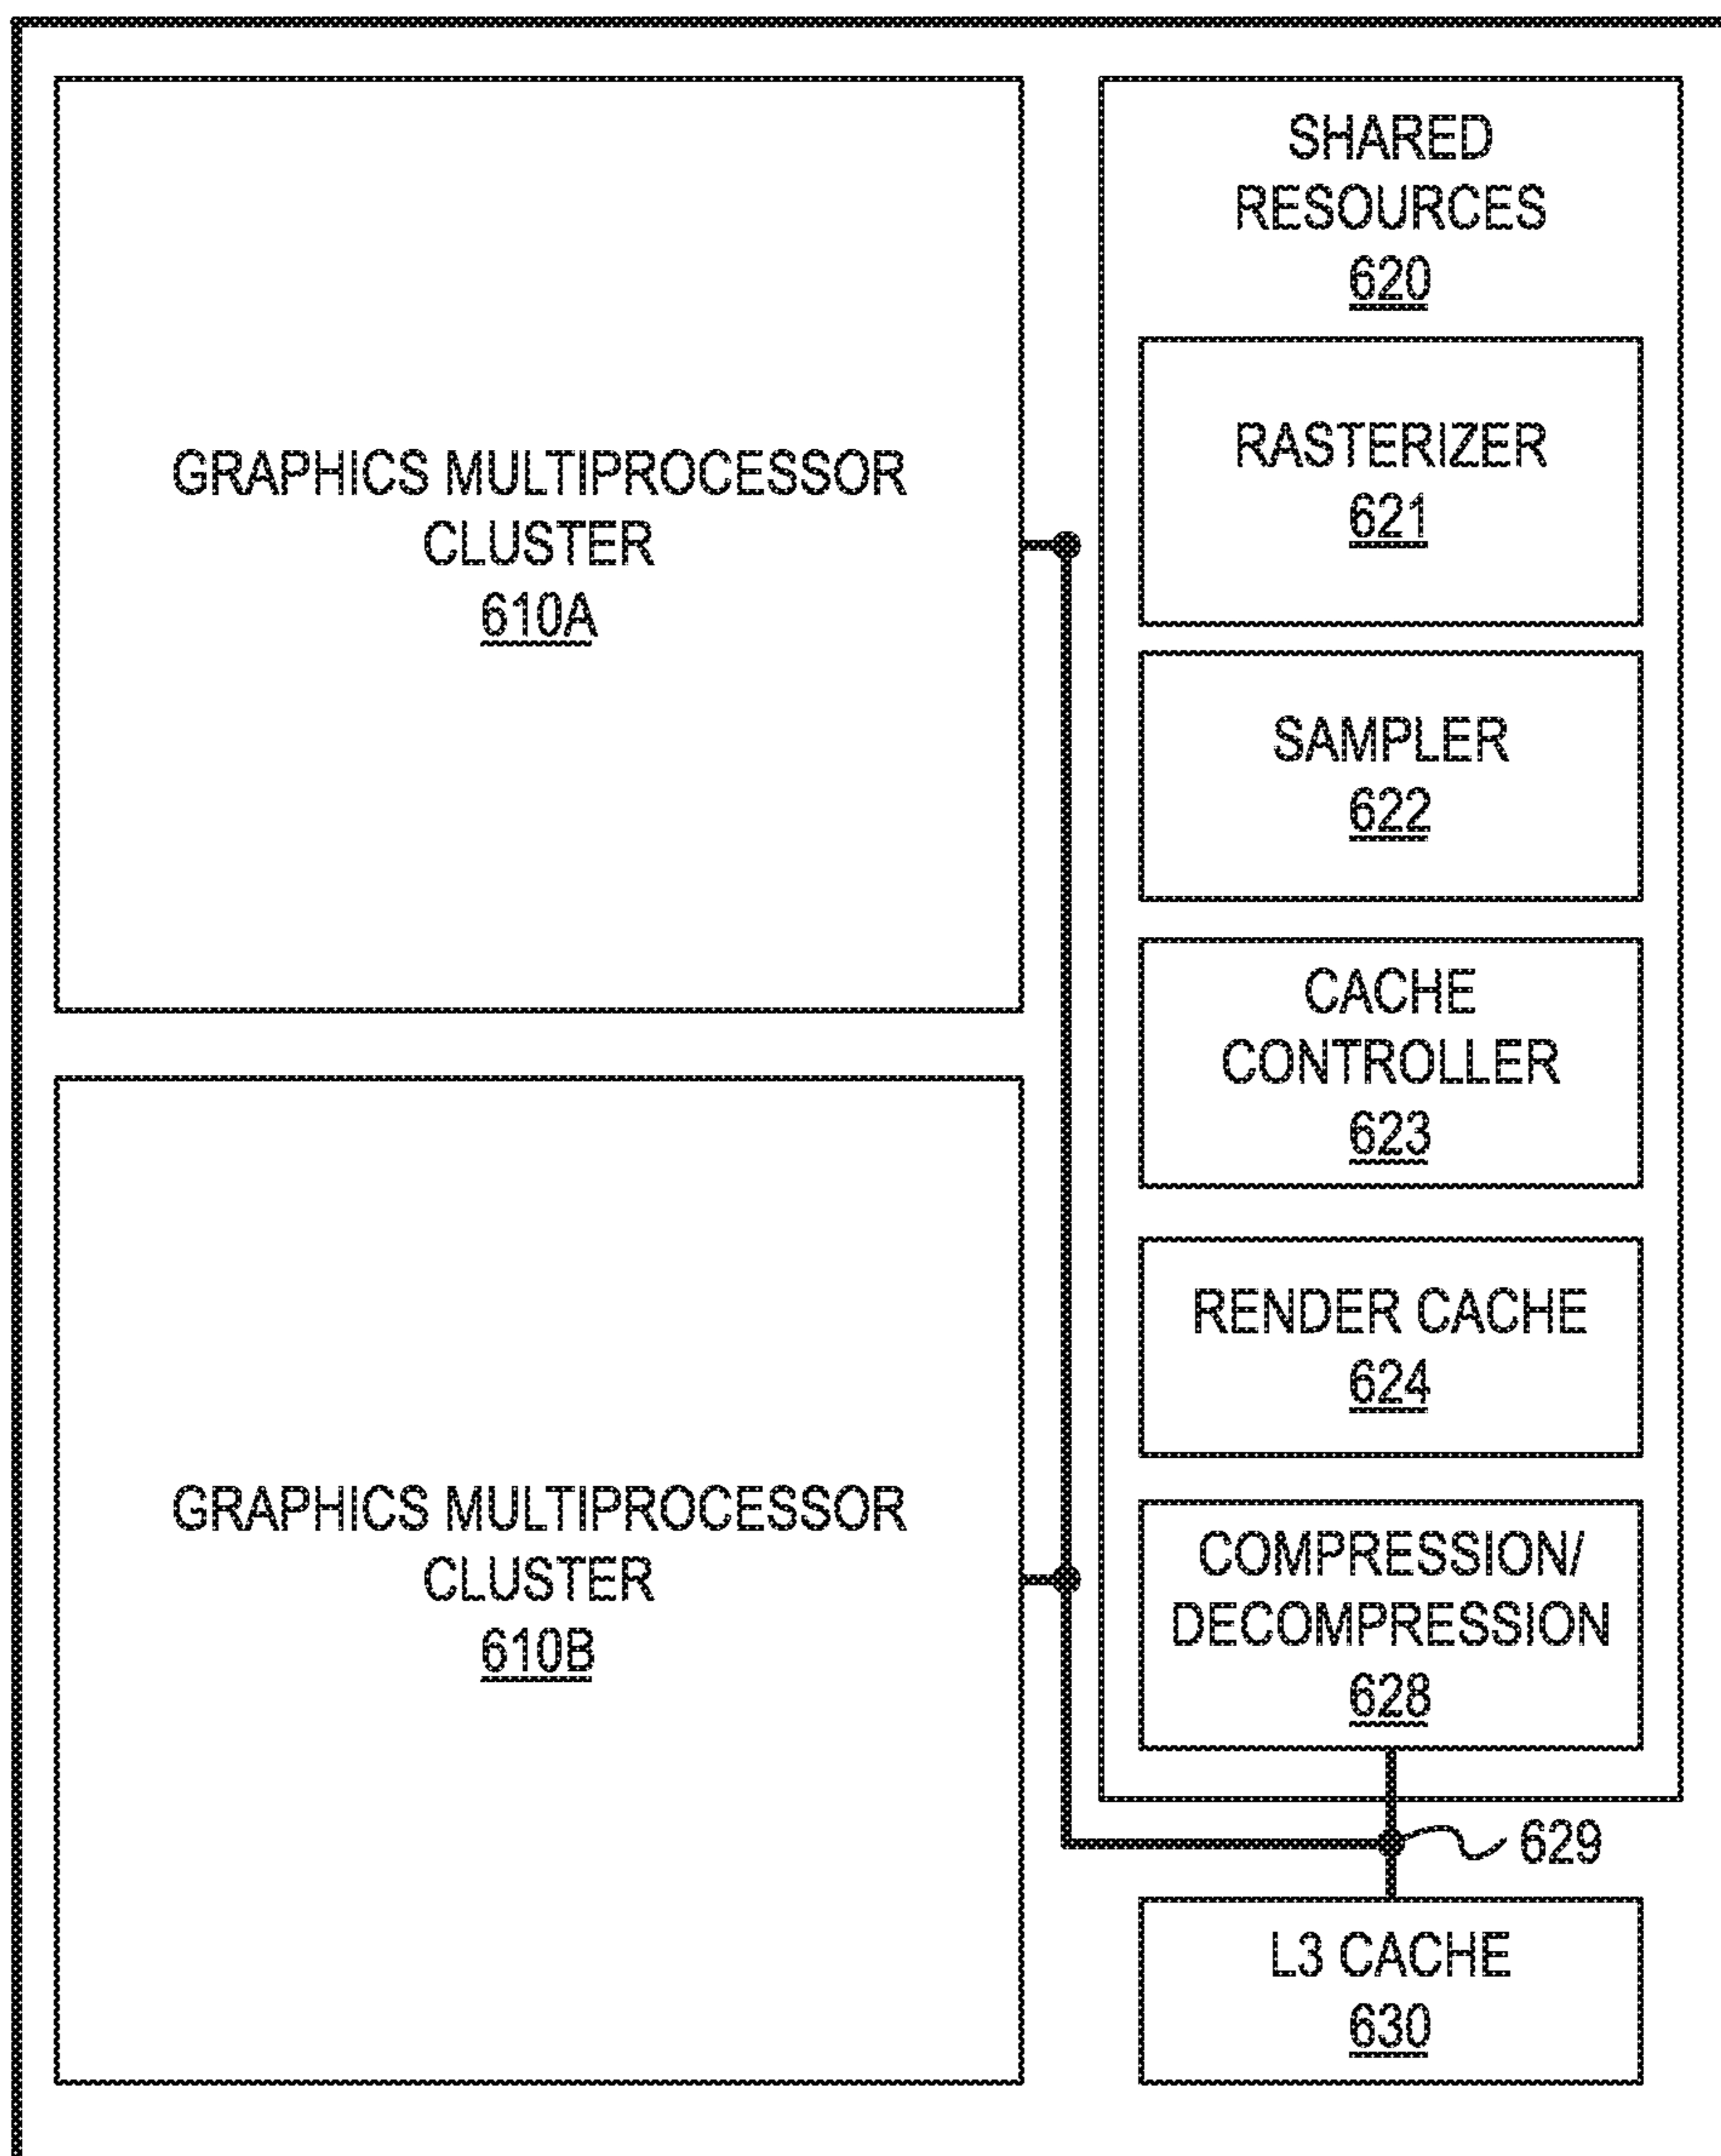 GRAPHICS MULTIPROCESSOR
CLUSTER
610A
GRAPHICS MULTIPROCESSOR
CLUSTER
610B
SHARED
RESOURCES
620
RASTERIZER
621
SAMPLER
622
CACHE
CONTROLLER
623
RENDER CACHE
624
COMPRESSION/
DECOMPRESSION
628
629
L3 CACHE
630